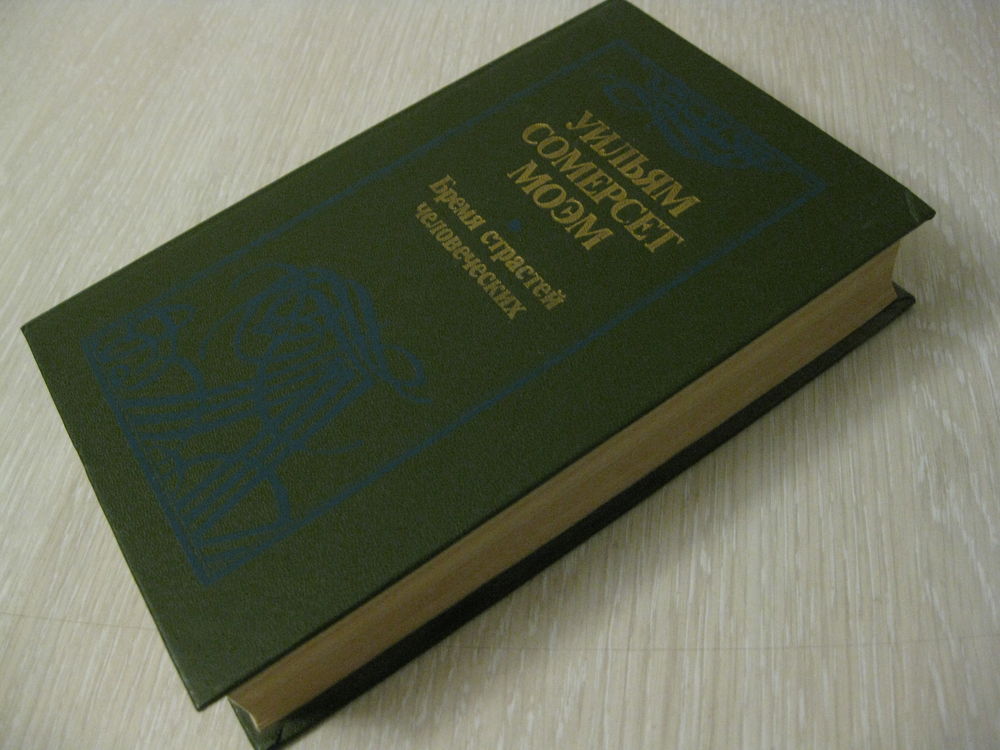 УИЛЬЯМ
СОМЕРСЕТ
МОЭМ
Бремя страстей
человеческих